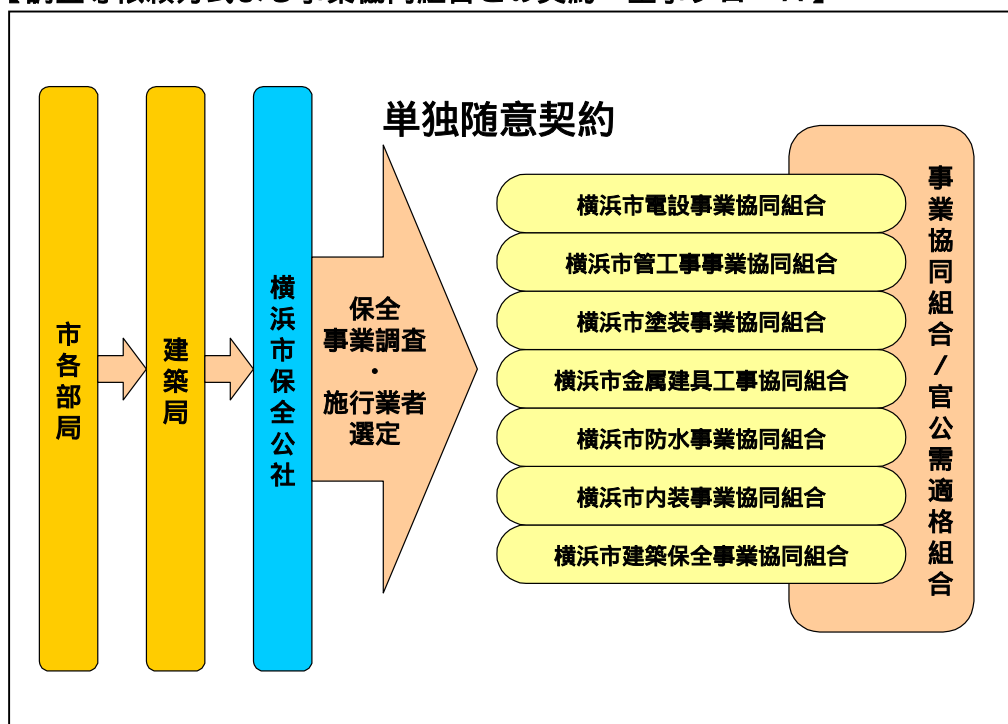 単独随意契約
市各部局
建築局
横浜市保全公社
保全
事業調査
・
施行業者
選定
横浜市電設事業協同組合
横浜市管工事事業協同組合
横浜市塗装事業協同組合
横浜市金属建具工事協同組合
横浜市防水事業協同組合
横浜市内装事業協同組合
横浜市建築保全事業協同組合
事業協同組合/官公需適格組合